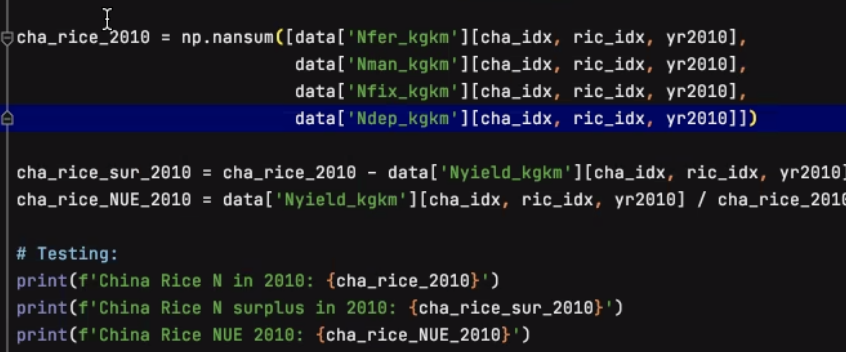 cha_rice_2010 = np.nansum([data['Nfer_kgkm'][cha_idx, ric_idx, yr2010],
data['Nman_kgkm'][cha_idx, ric_idx, yr2010],
data['Nfix_kgkm'][cha_idx, ric_idx, yr2010],
data['Ndep_kgkm'][cha_idx, ric_idx, yr2010]])
cha_rice_sur_2010 = cha_rice_2010 - data['Nyield_kgkm'][cha_idx, ric_idx, yr2010]
cha_rice_NUE_2010 = data['Nyield_kgkm'][cha_idx, ric_idx, yr2010] / cha_rice_2010
# Testing:
print(f'China Rice N in 2010: {cha_rice_2010}')
print(f'China Rice N surplus in 2010: {cha_rice_sur_2010}')
print(f'China Rice NUE 2010: {cha_rice_NUE_2010}')